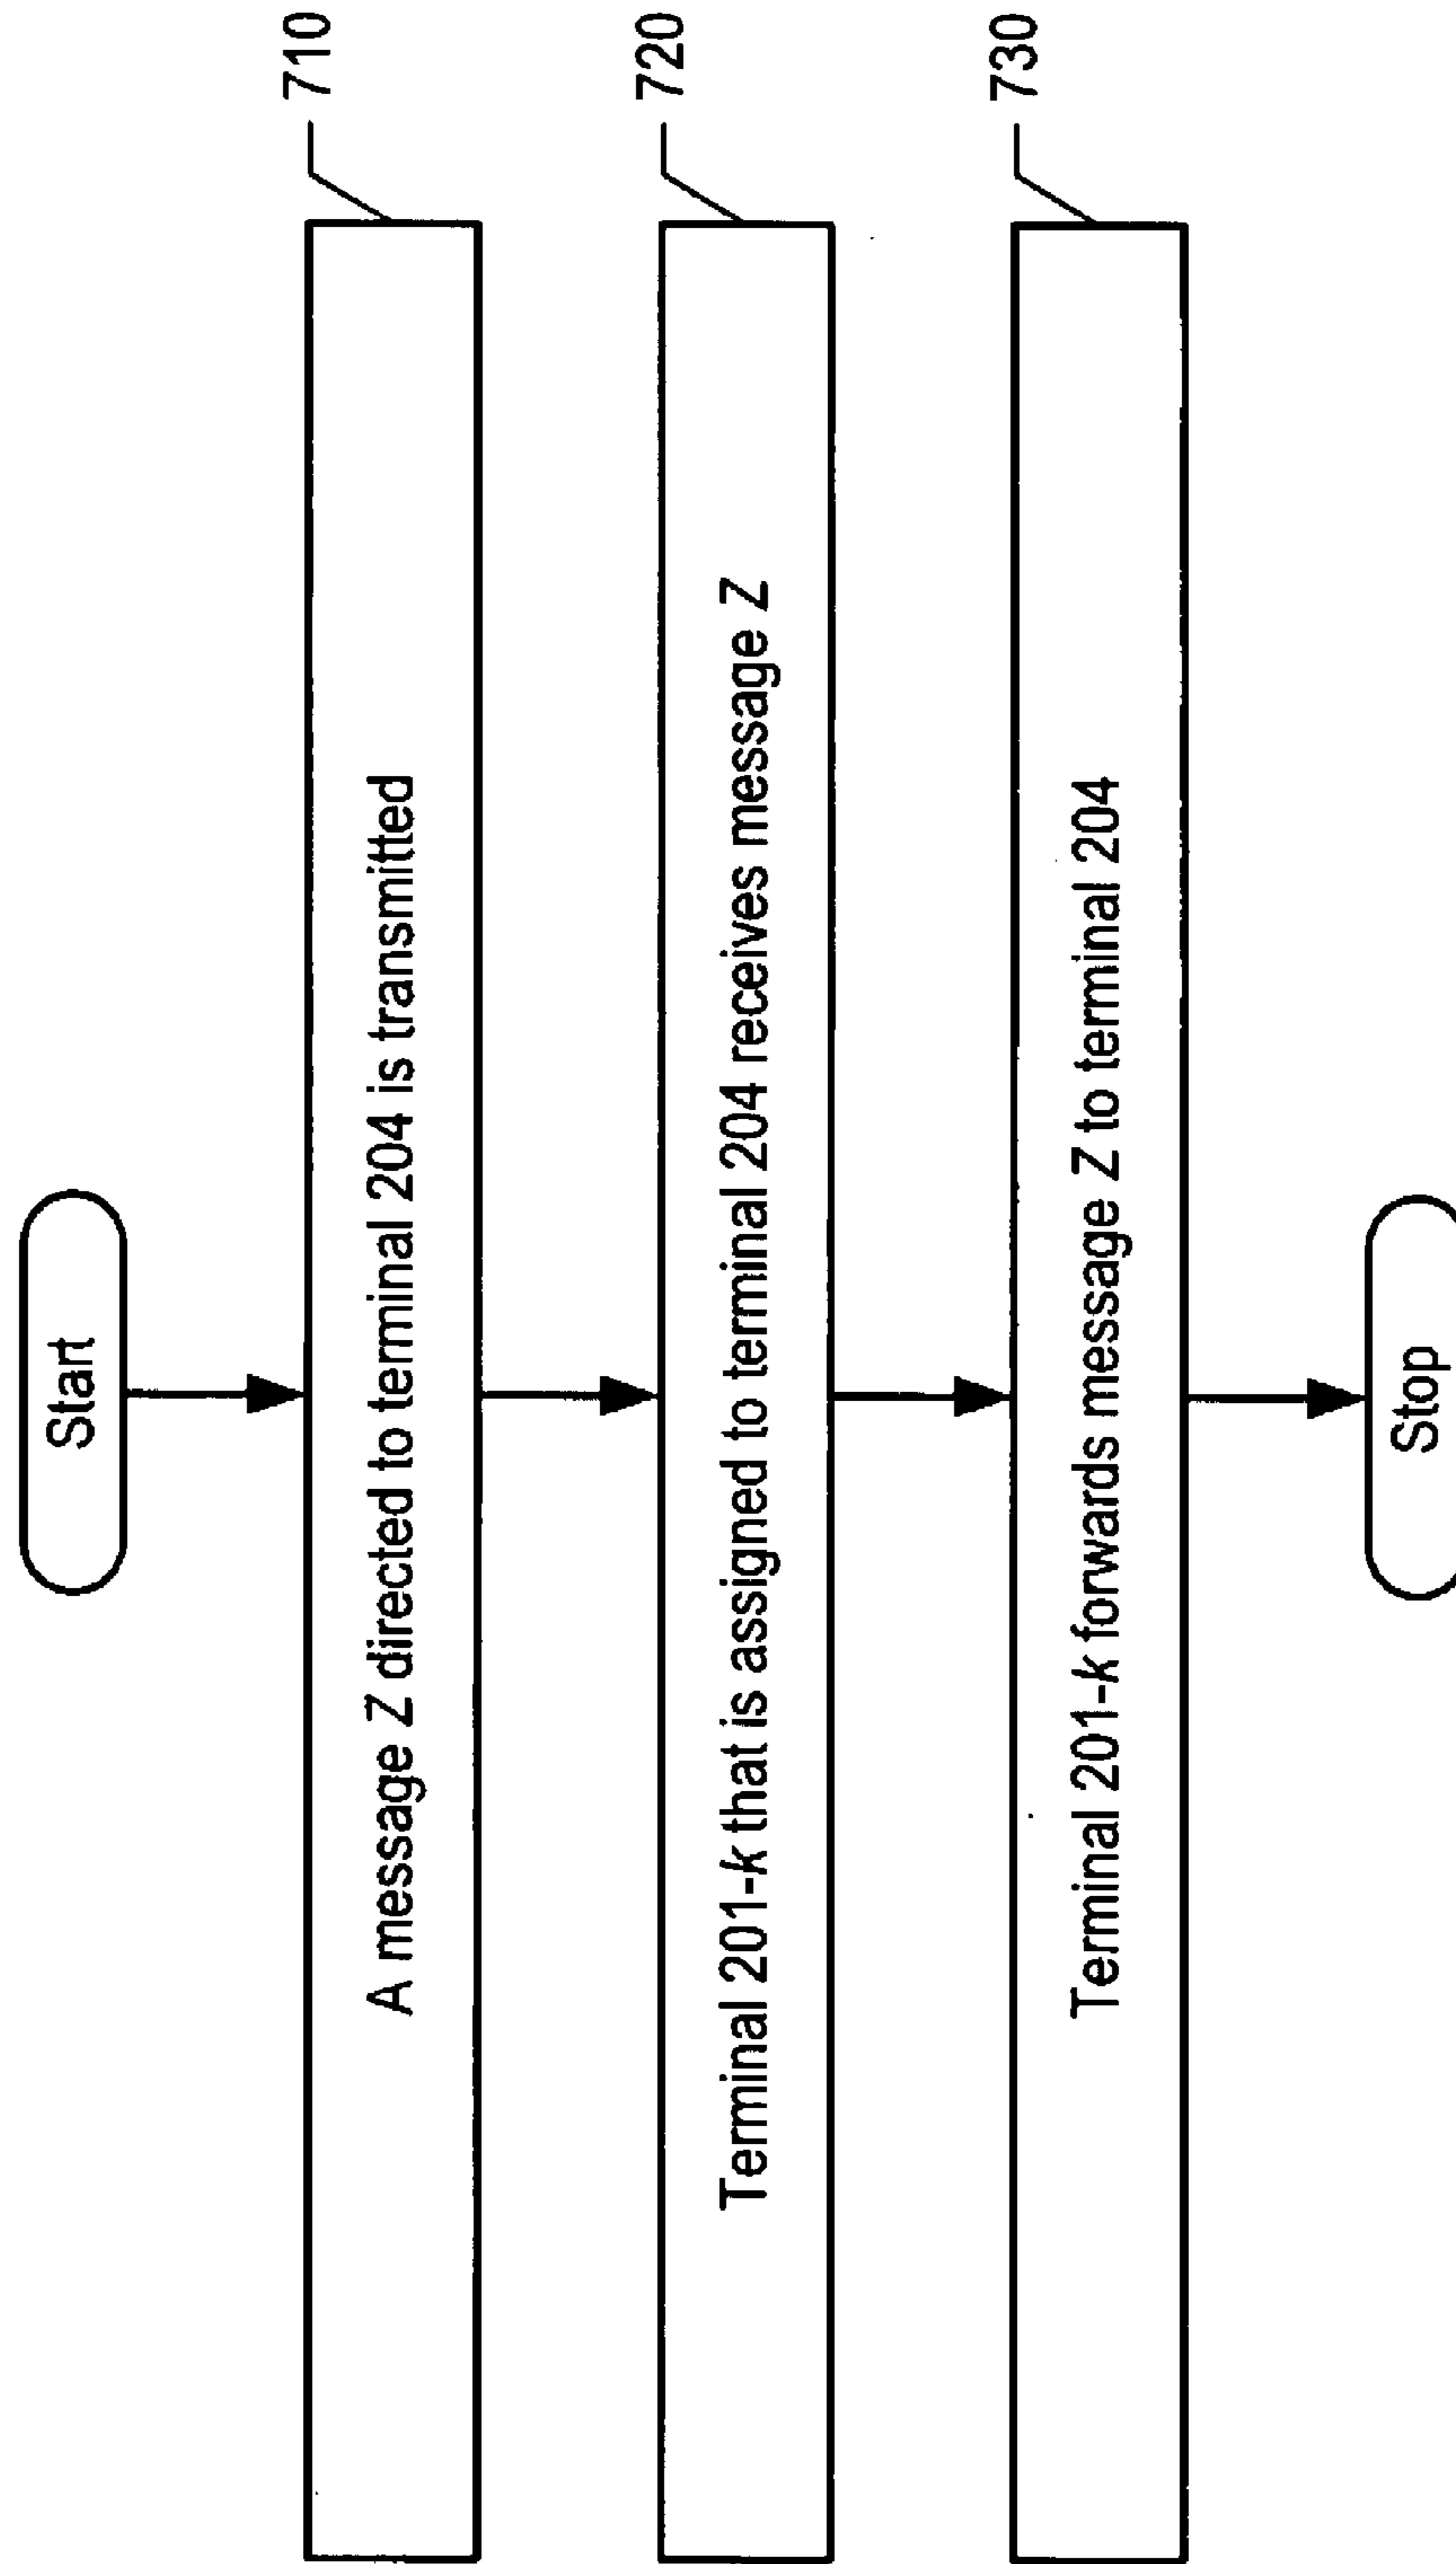 Start
710
A message Z directed to terminal 204 is transmitted
720
Terminal 201-k that is assigned to terminal 204 receives message Z
730
Terminal 201-k forwards message Z to terminal 204
Stop